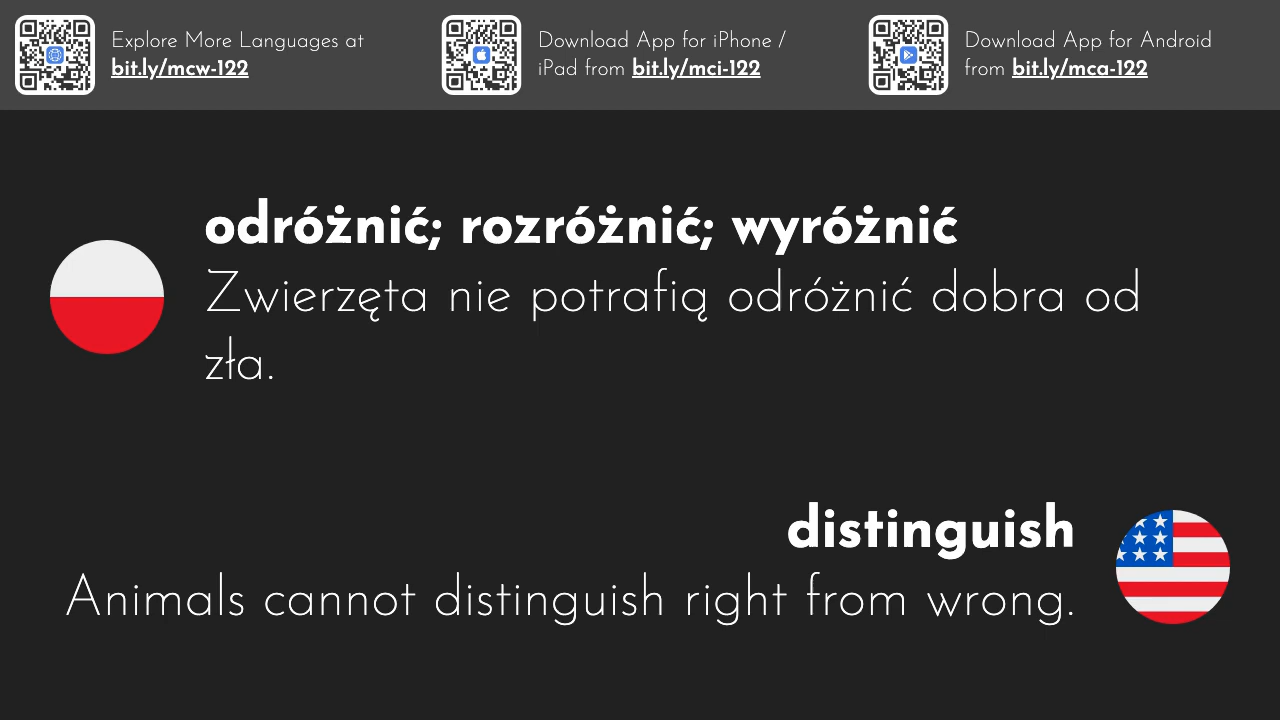 Explore More Languages at
bit.ly/mcw-122
Download App for iPhone /
iPad from bit.ly/mci-122
Download App for Android
from bit.ly/mca-122
odróżnić; rozróżnić; wyróżnić
Zwierzęta nie potrafią odróżnić dobra od
zła.
distinguish
Animals cannot distinguish right from wrong.